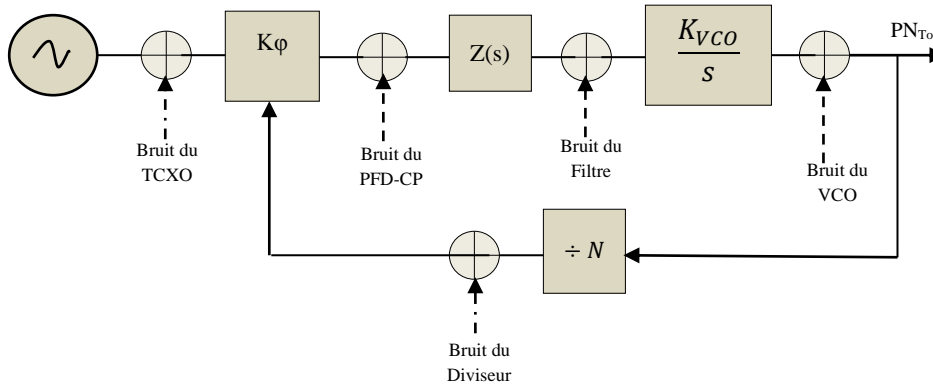 PN_To
Kφ
Z(s)
K_VCO
s
Bruit du
TCXO
Bruit du
PFD-CP
Bruit du
Filtre
Bruit du
VCO
÷ N
Bruit du
Diviseur